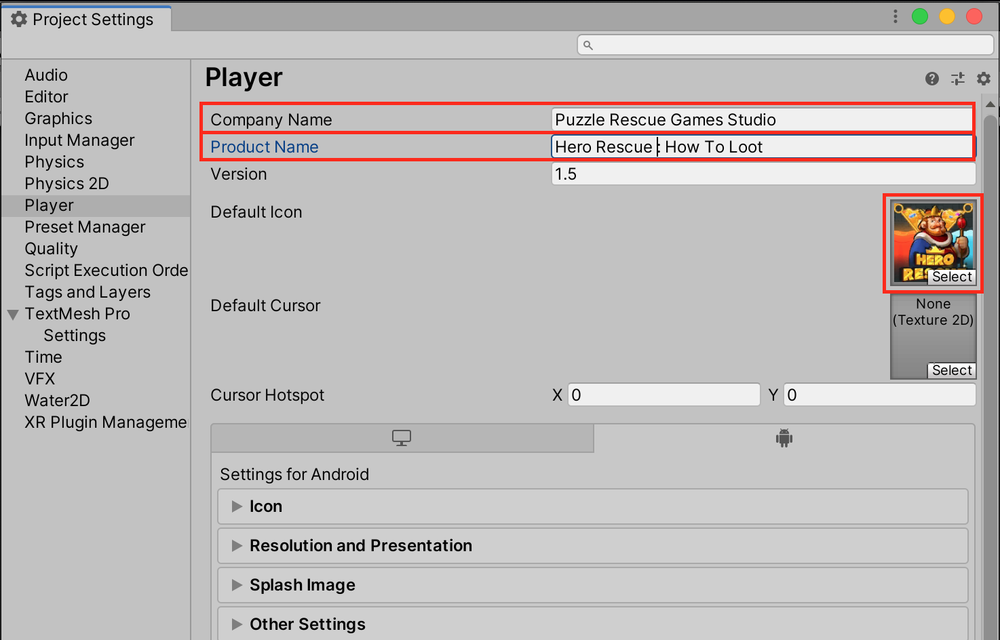 Project Settings
Audio
Editor
Graphics
Input Manager
Physics
Physics 2D
Player
Preset Manager
Quality
Script Execution Orde
Tags and Layers
TextMesh Pro
Settings
Time
VFX
Water2D
XR Plugin Manageme
Player
Company Name Puzzle Rescue Games Studio
Product Name Hero Rescue : How To Loot
Version 1.5
Default Icon
HERO
Select
Default Cursor
None
(Texture 2D)
Select
Cursor Hotspot X 0 Y 0
Settings for Android
Icon
Resolution and Presentation
Splash Image
Other Settings